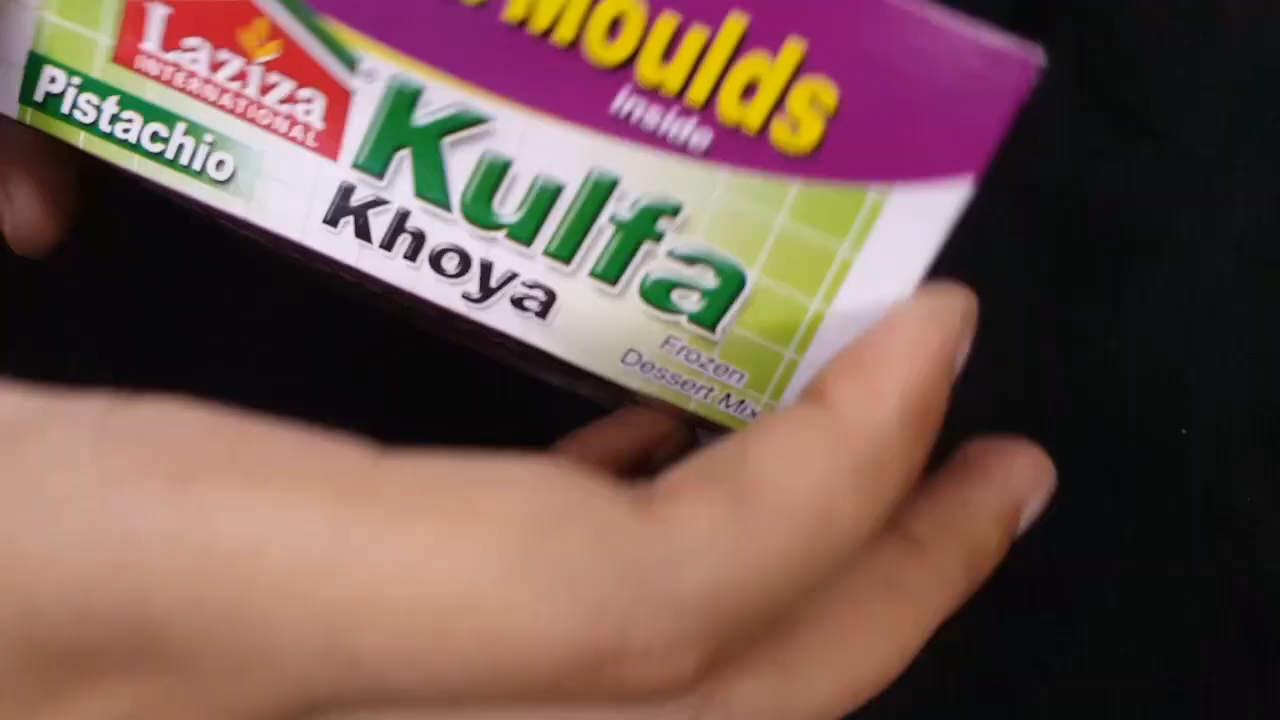 Moulds
inside
Laziza
INTERNATIONAL
Pistachio
Kulfa
Khoya
Frozen
Dessert Mix